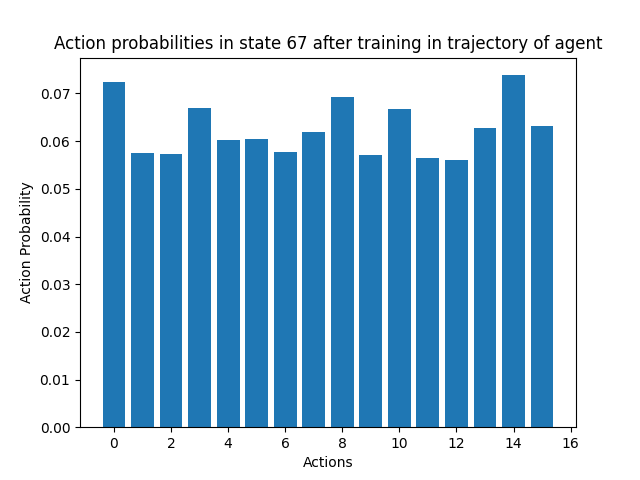 Action probabilities in state 67 after training in trajectory of agent
0.07
0.06
0.05
0.04
0.03
0.02
0.01
0.00
Action Probability
0 2 4 6 8 10 12 14 16
Actions